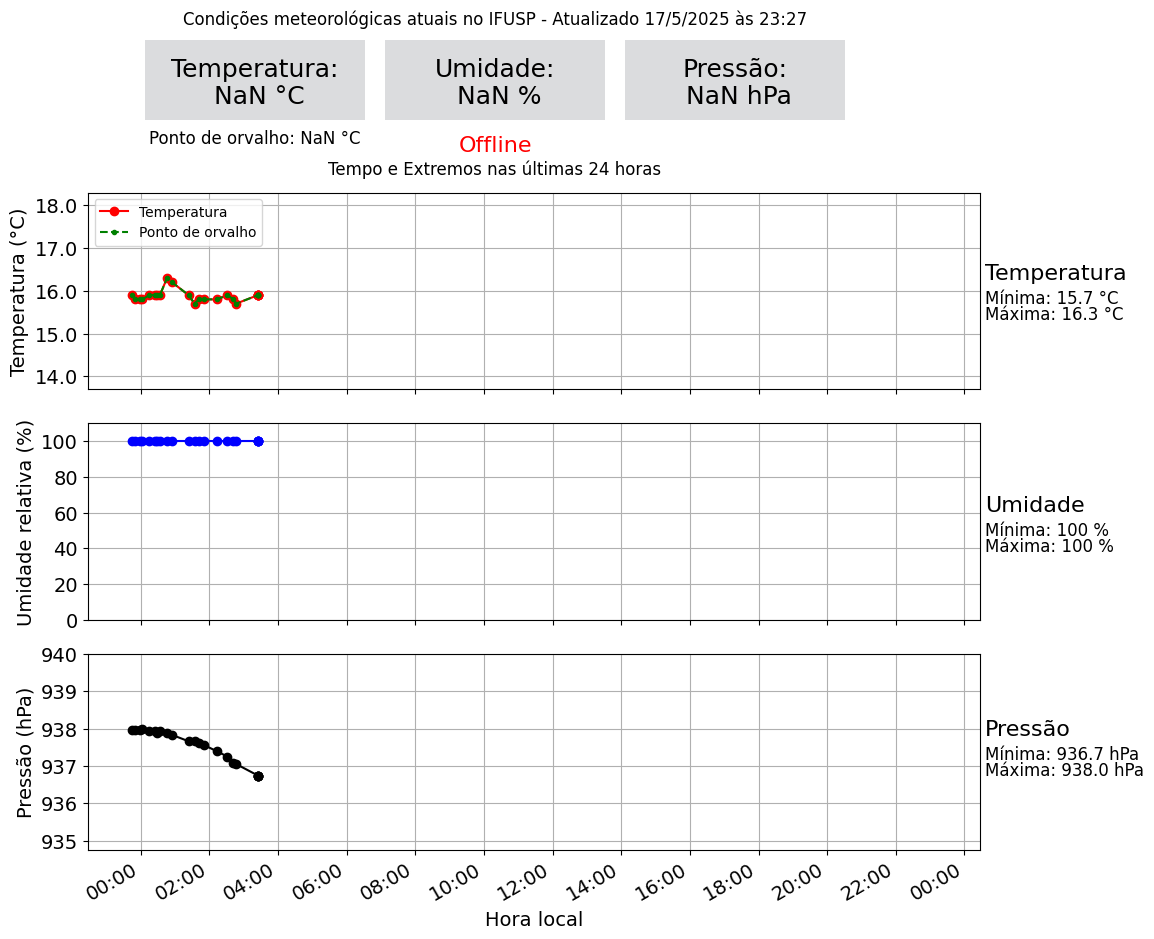 Condições meteorológicas atuais no IFUSP - Atualizado 17/5/2025 às 23:27
Temperatura:
NaN °C
Umidade:
NaN %
Pressão:
NaN hPa
Ponto de orvalho: NaN °C
Offline
Tempo e Extremos nas últimas 24 horas
Temperatura (°C)
18.0
17.0
16.0
15.0
14.0
Temperatura
Ponto de orvalho
Temperatura
Mínima: 15.7 °C
Máxima: 16.3 °C
Umidade relativa (%)
100
80
60
40
20
0
Umidade
Mínima: 100 %
Máxima: 100 %
Pressão (hPa)
940
939
938
937
936
935
Pressão
Mínima: 936.7 hPa
Máxima: 938.0 hPa
00:00 02:00 04:00 06:00 08:00 10:00 12:00 14:00 16:00 18:00 20:00 22:00 00:00
Hora local